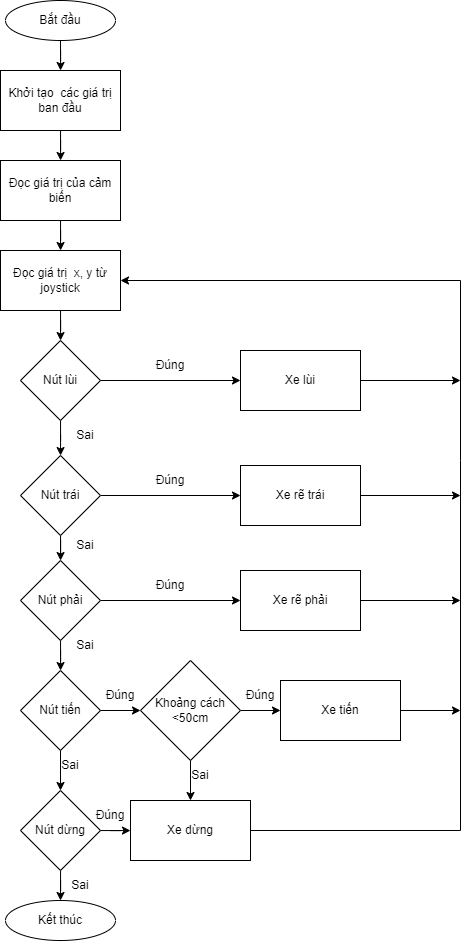 Bắt đầu
Khởi tạo các giá trị
ban đầu
Đọc giá trị của cảm
biến
Đọc giá trị x, y từ
joystick
Nút lùi
Đúng
Xe lùi
Sai
Nút trái
Đúng
Xe rẽ trái
Sai
Nút phải
Đúng
Xe rẽ phải
Sai
Nút tiến
Đúng
Khoảng cách
<50cm
Đúng
Xe tiến
Sai
Sai
Nút dừng
Đúng
Xe dừng
Sai
Kết thúc